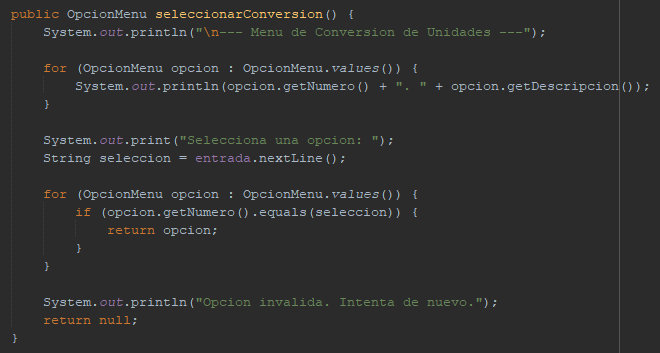 public OpcionMenu seleccionarConversion() {
    System.out.println("\n--- Menu de Conversion de Unidades ---");
    for (OpcionMenu opcion : OpcionMenu.values()) {
        System.out.println(opcion.getNumero() + ". " + opcion.getDescripcion());
    }
    System.out.print("Selecciona una opcion: ");
    String seleccion = entrada.nextLine();
    for (OpcionMenu opcion : OpcionMenu.values()) {
        if (opcion.getNumero().equals(seleccion)) {
            return opcion;
        }
    }
    System.out.println("Opcion invalida. Intenta de nuevo.");
    return null;
}